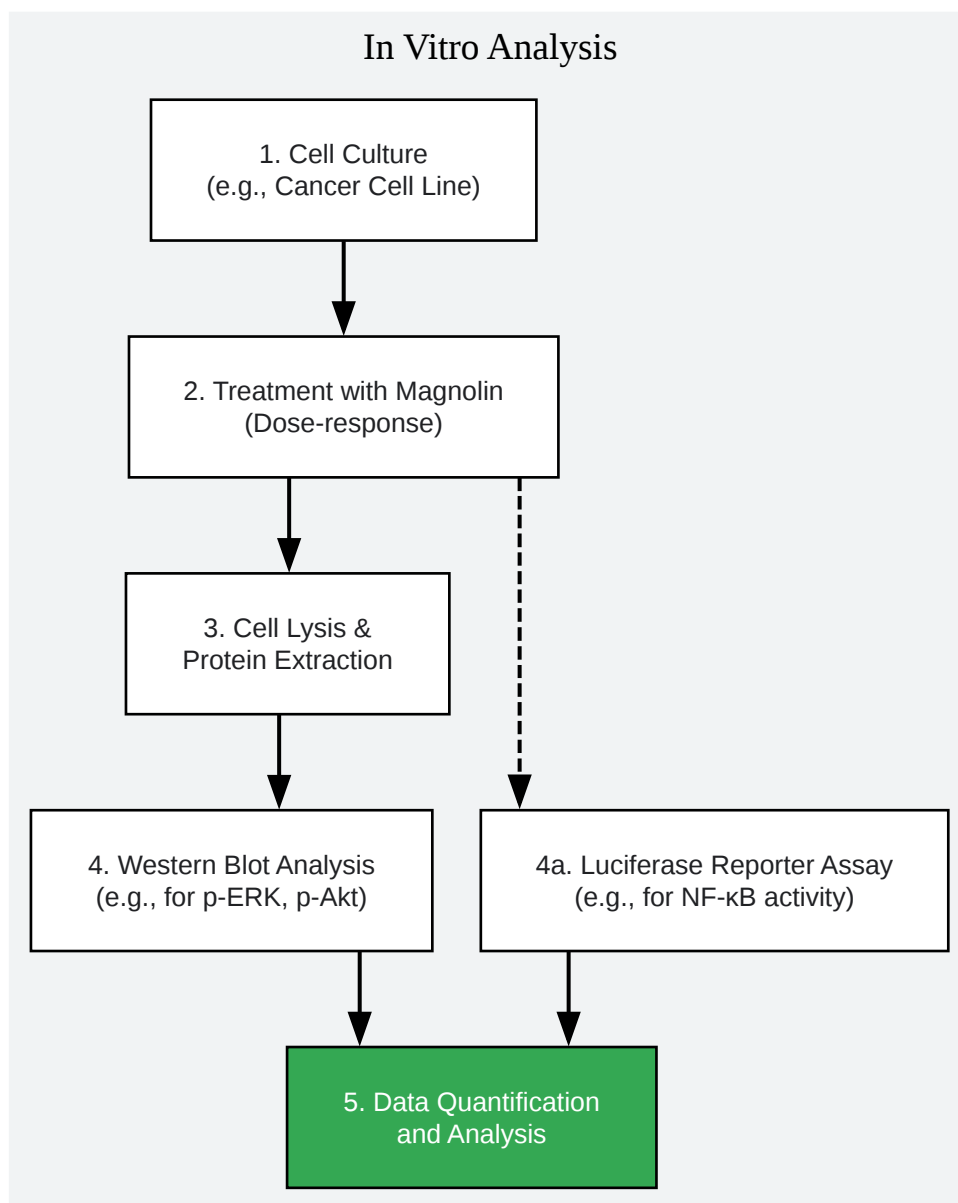 In Vitro Analysis
1. Cell Culture
(e.g., Cancer Cell Line)
2. Treatment with Magnolin
(Dose-response)
3. Cell Lysis &
Protein Extraction
4. Western Blot Analysis
(e.g., for p-ERK, p-Akt)
4a. Luciferase Reporter Assay
(e.g., for NF-κB activity)
5. Data Quantification
and Analysis